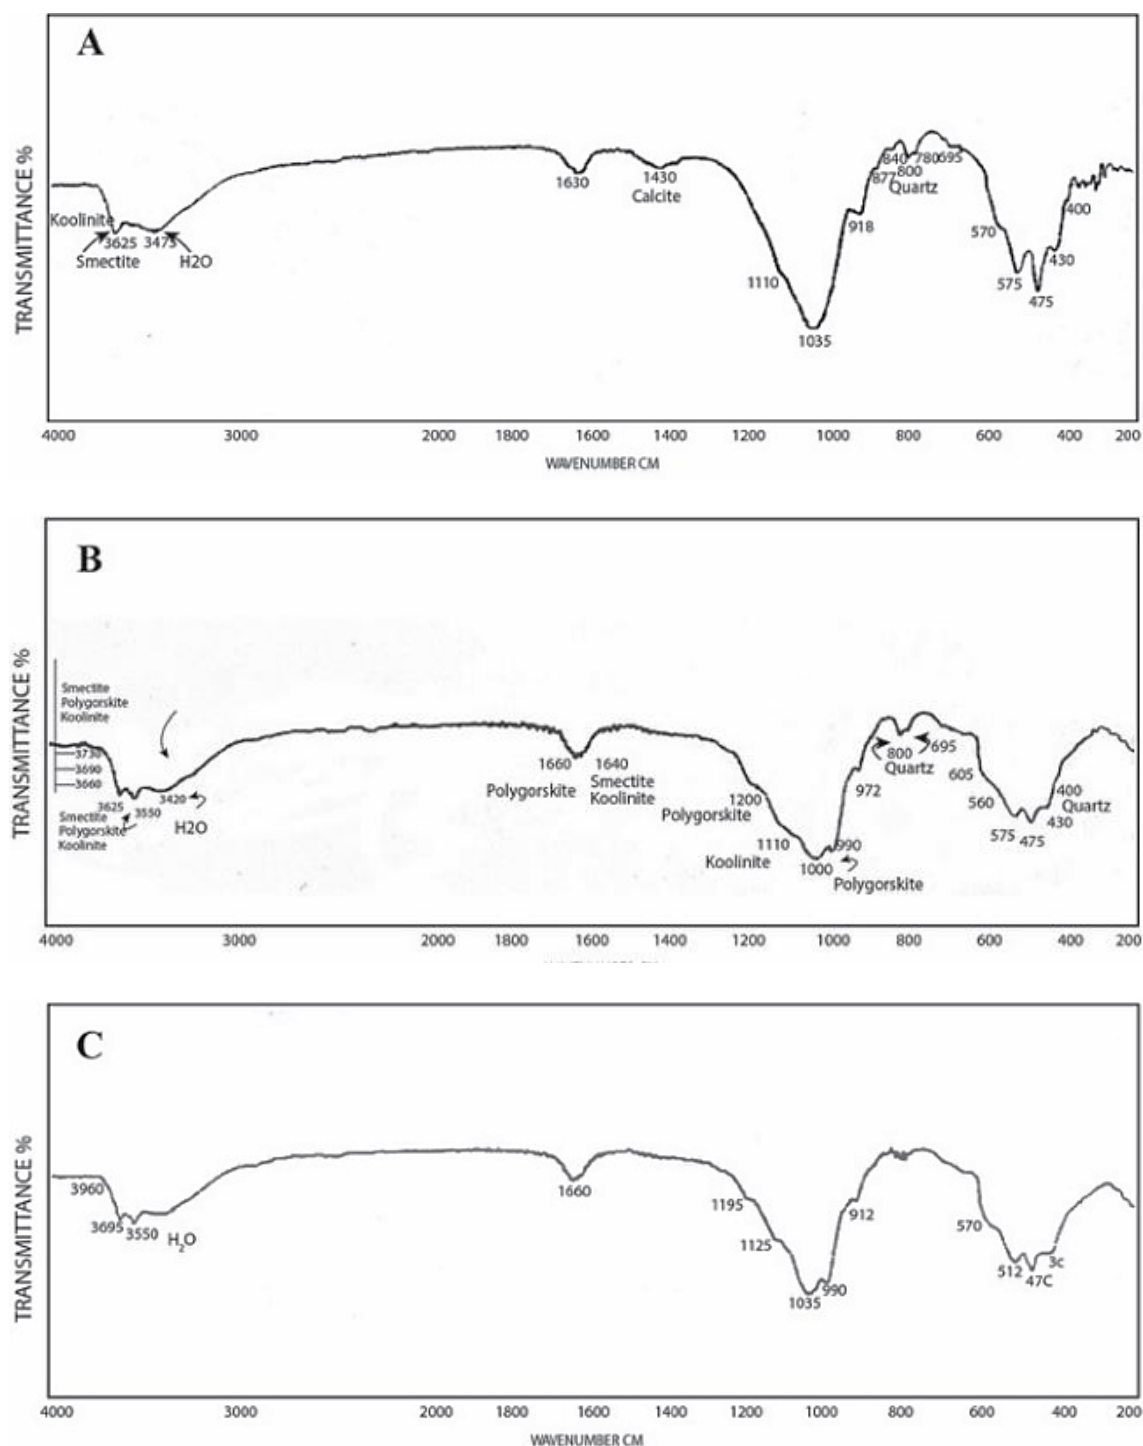 A
TRANSMITTANCE %
Koolinite
3625 3475
Smectite H2O
1630
1430
Calcite
1110
1035
918
877
840
800
780
695
Quartz
570
575
475
430
400
4000 3000 2000 1800 1600 1400 1200 1000 800 600 400 200
WAVENUMBER CM
B
TRANSMITTANCE %
Smectite
Polygorskite
Koolinite
3730
3690
3660
3625 3550 3420
H2O
Smectite
Polygorskite
Koolinite
1660 1640
Polygorskite
Smectite
Koolinite
1200
Polygorskite
1110
Koolinite
1000
990
Polygorskite
972
800
Quartz
695
605
560
575
475
430
400
Quartz
4000 3000 2000 1800 1600 1400 1200 1000 800 600 400 200
C
TRANSMITTANCE %
3960
3695 3550
H2O
1660
1195
1125
1035
990
912
570
512
47C
3c
4000 3000 2000 1800 1600 1400 1200 1000 800 600 400 200
WAVENUMBER CM